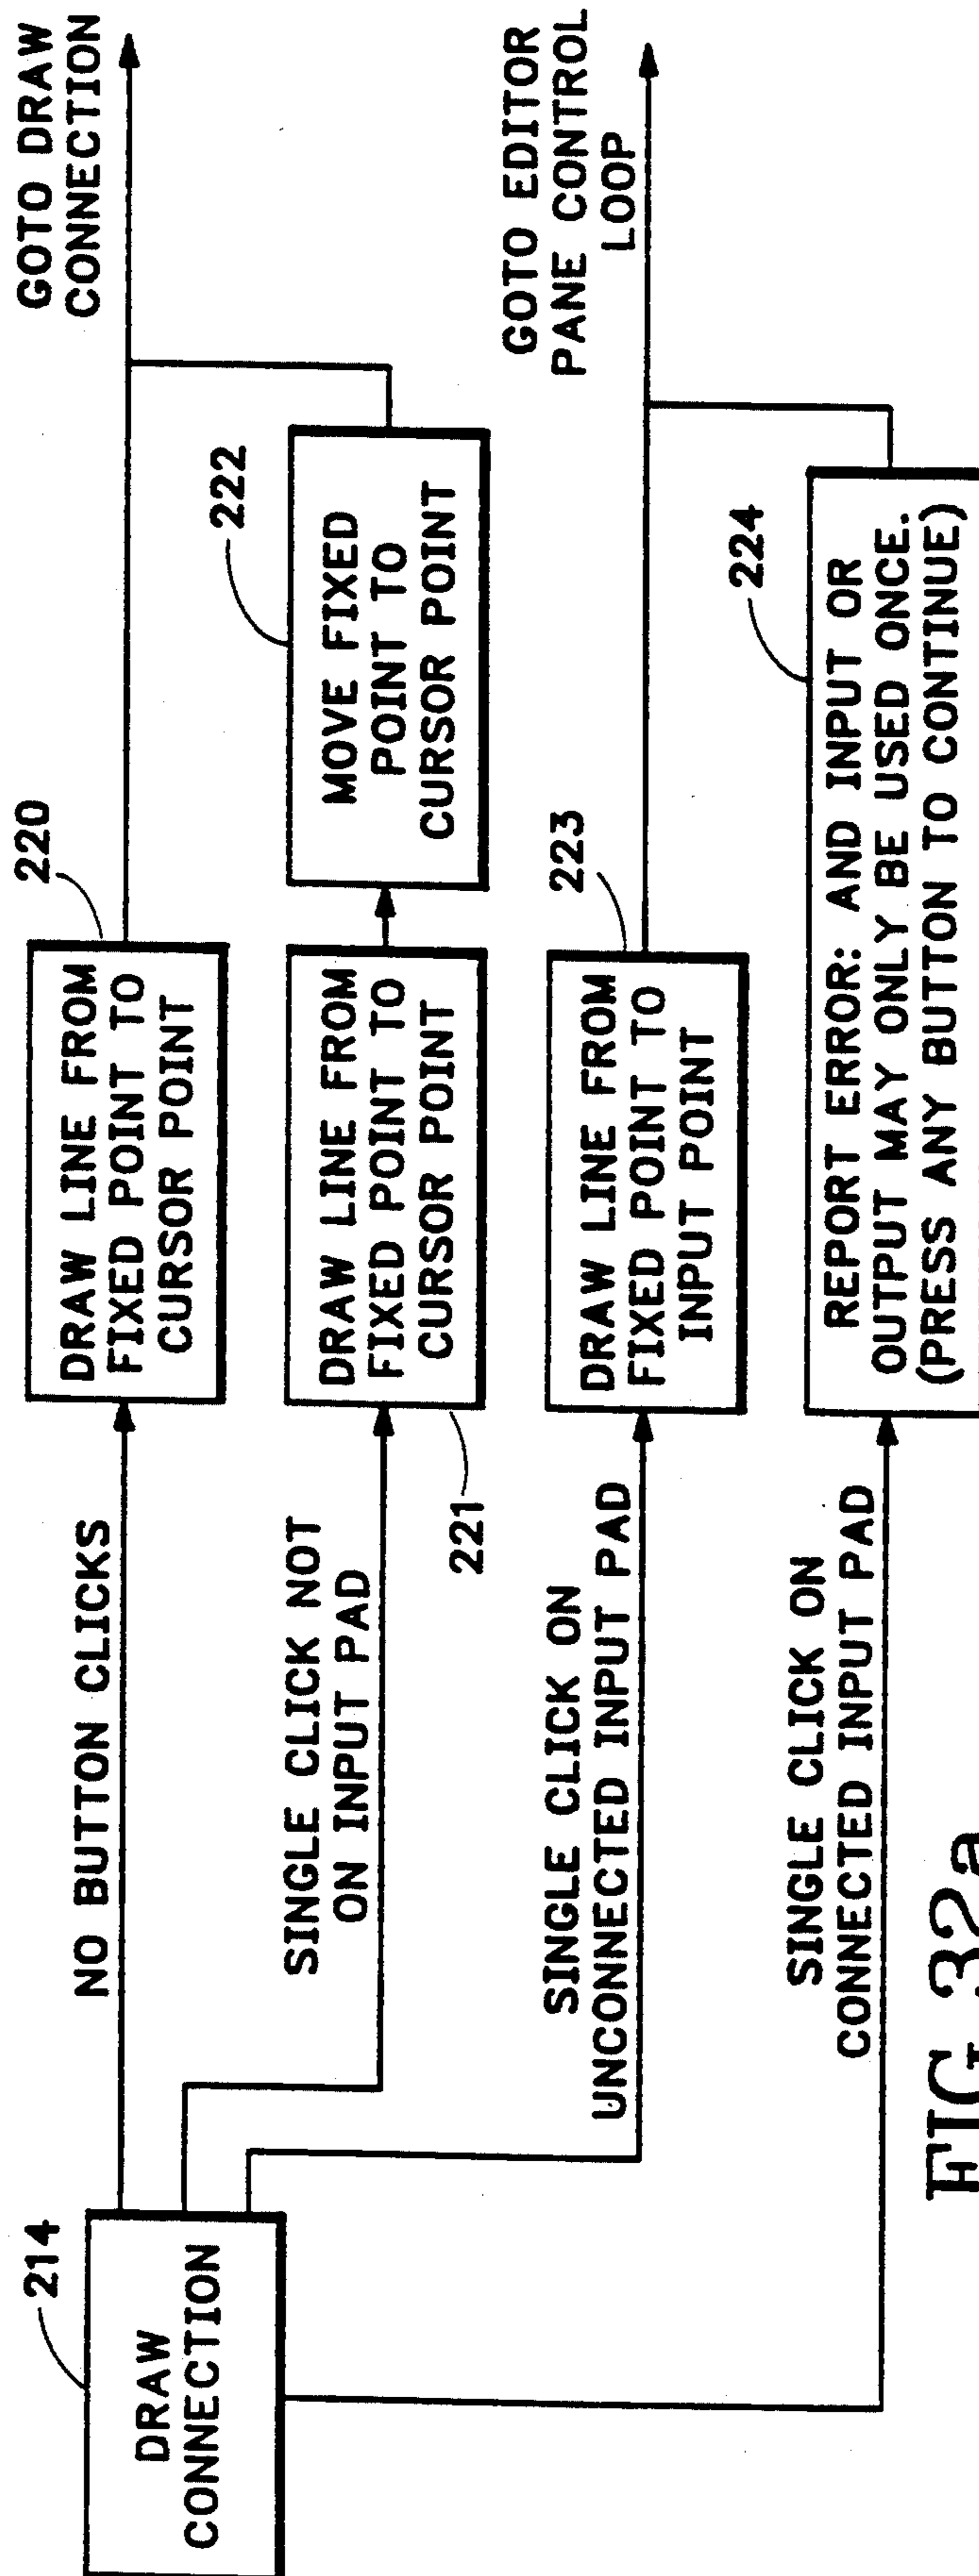 214
DRAW
CONNECTION
NO BUTTON CLICKS
220
DRAW LINE FROM
FIXED POINT TO
CURSOR POINT
GOTO DRAW
CONNECTION
SINGLE CLICK NOT
ON INPUT PAD
221
DRAW LINE FROM
FIXED POINT TO
CURSOR POINT
222
MOVE FIXED
POINT TO
CURSOR POINT
SINGLE CLICK ON
UNCONNECTED INPUT PAD
223
DRAW LINE FROM
FIXED POINT TO
INPUT POINT
GOTO EDITOR
PANE CONTROL
LOOP
SINGLE CLICK ON
CONNECTED INPUT PAD
224
REPORT ERROR: AND INPUT OR
OUTPUT MAY ONLY BE USED ONCE.
(PRESS ANY BUTTON TO CONTINUE)
FIG. 32a